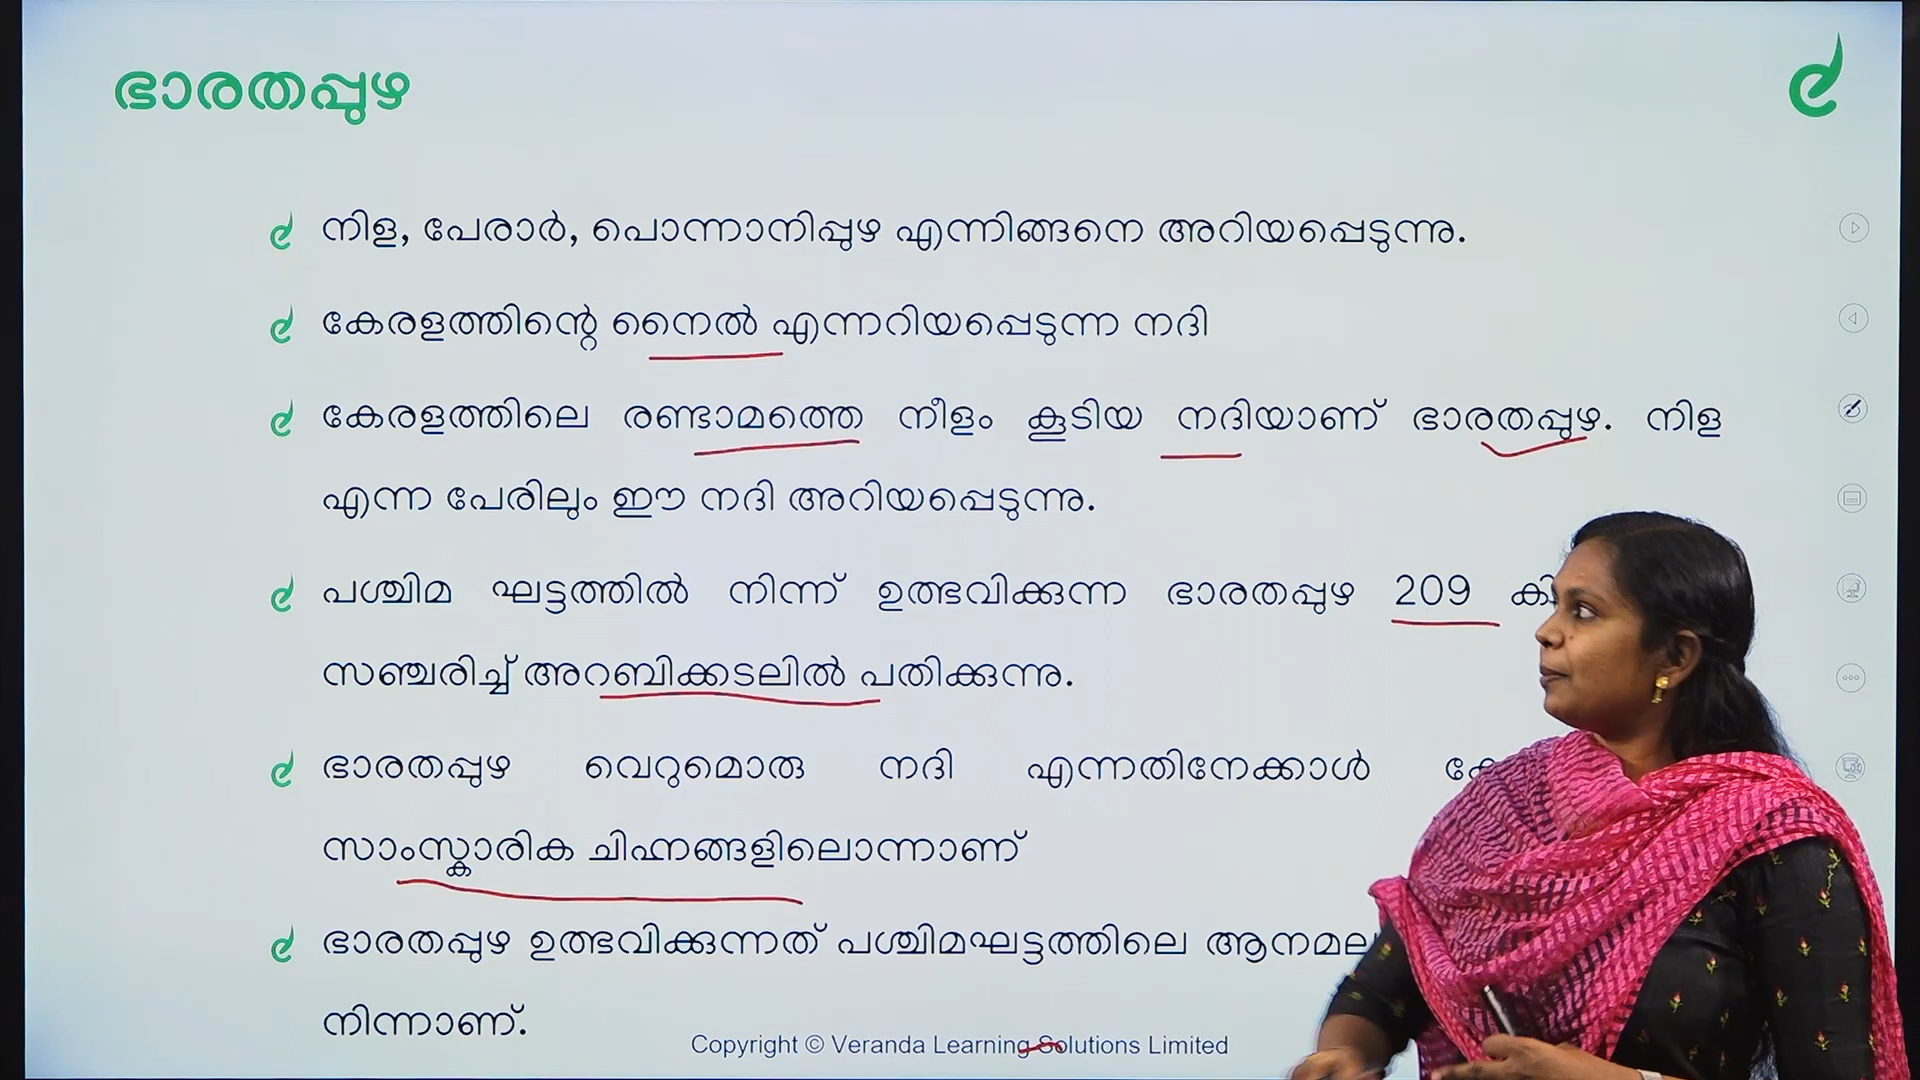 ഭാരതപ്പുഴ
നിള, പേരാർ, പൊന്നാനിപ്പുഴ എന്നിങ്ങനെ അറിയപ്പെടുന്നു.
കേരളത്തിന്റെ നൈൽ എന്നറിയപ്പെടുന്ന നദി
കേരളത്തിലെ രണ്ടാമത്തെ നീളം കൂടിയ നദിയാണ് ഭാരതപ്പുഴ. നിള
എന്ന പേരിലും ഈ നദി അറിയപ്പെടുന്നു.
പശ്ചിമ ഘട്ടത്തിൽ നിന്ന് ഉത്ഭവിക്കുന്ന ഭാരതപ്പുഴ 209
സഞ്ചരിച്ച് അറബിക്കടലിൽ പതിക്കുന്നു.
ഭാരതപ്പുഴ വെറുമൊരു നദി എന്നതിനേക്കാൾ
സാംസ്കാരിക ചിഹ്നങ്ങളിലൊന്നാണ്
ഭാരതപ്പുഴ ഉത്ഭവിക്കുന്നത് പശ്ചിമഘട്ടത്തിലെ
നിന്നാണ്.
Copyright © Veranda Learning Solutions Limited